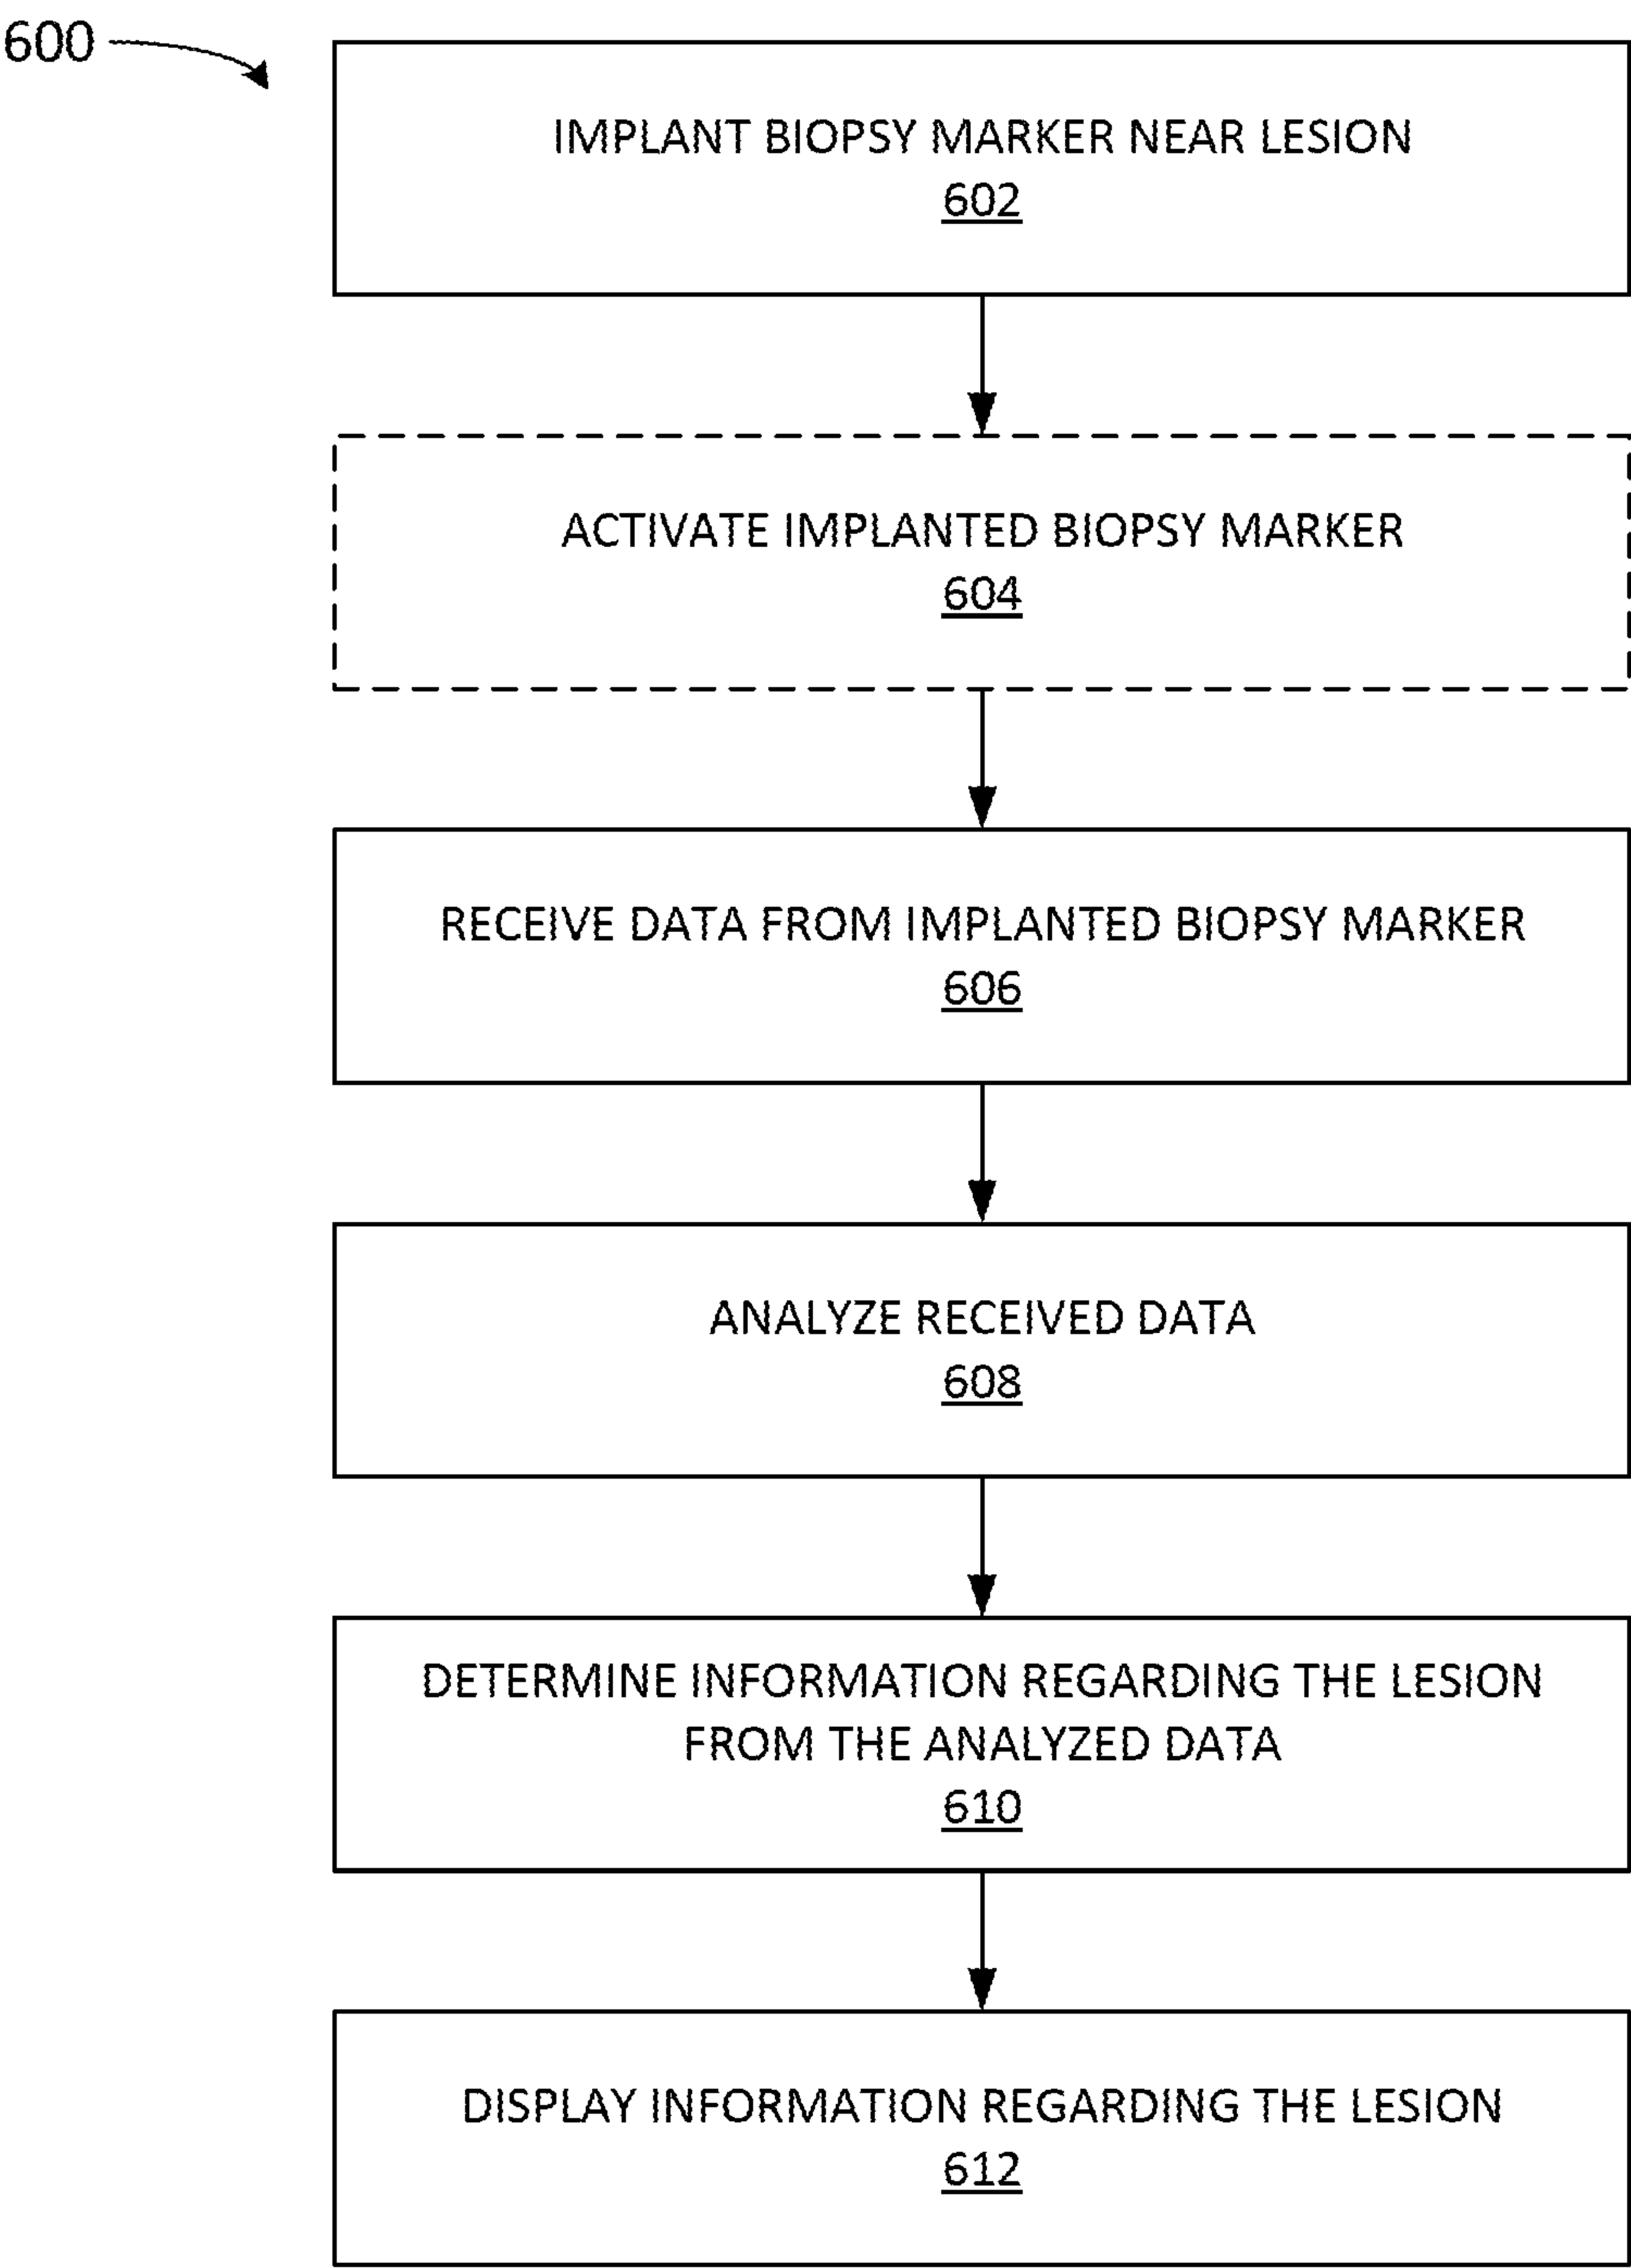 600
IMPLANT BIOPSY MARKER NEAR LESION
602
ACTIVATE IMPLANTED BIOPSY MARKER
604
RECEIVE DATA FROM IMPLANTED BIOPSY MARKER
606
ANALYZE RECEIVED DATA
608
DETERMINE INFORMATION REGARDING THE LESION
FROM THE ANALYZED DATA
610
DISPLAY INFORMATION REGARDING THE LESION
612